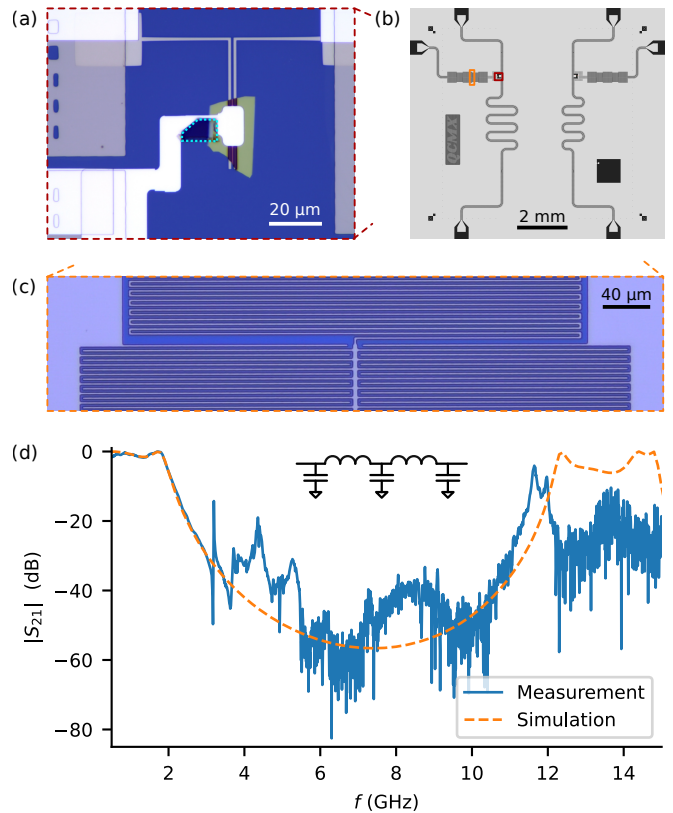 (a)
20 μm
(b)
QCMX
2 mm
(c)
40 μm
(d)
0
−20
−40
−60
−80
|S21| (dB)
2
4
6
8
10
12
14
f (GHz)
Measurement
Simulation